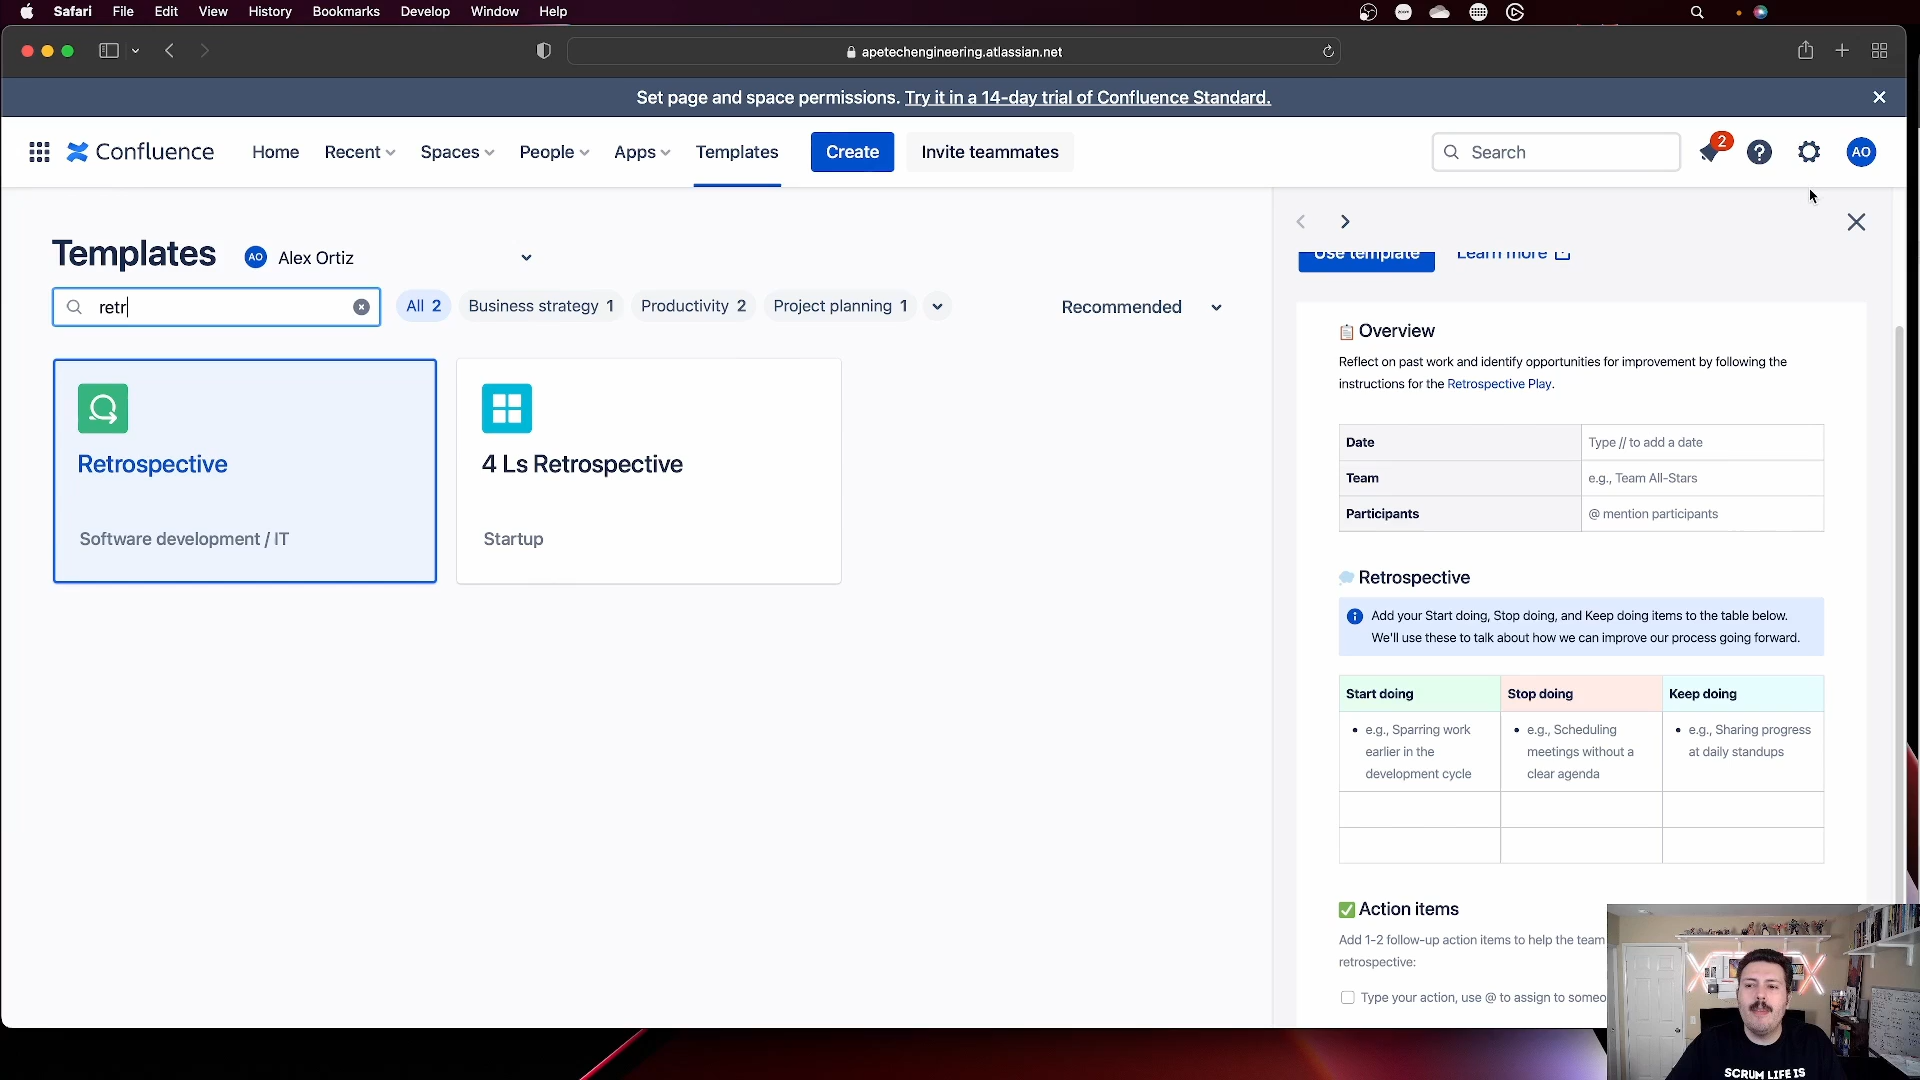 Safari File Edit View History Bookmarks Develop Window Help
apetechengineering.atlassian.net
Set page and space permissions. Try it in a 14-day trial of Confluence Standard.
Confluence Home Recent Spaces People Apps Templates Create Invite teammates Search 2 ? AO
Templates AO Alex Ortiz
retr All 2 Business strategy 1 Productivity 2 Project planning 1 Recommended
Retrospective
Software development / IT
4 Ls Retrospective
Startup
Use template Learn more
Overview
Reflect on past work and identify opportunities for improvement by following the
instructions for the Retrospective Play.
Date Type // to add a date
Team e.g., Team All-Stars
Participants @ mention participants
Retrospective
Add your Start doing, Stop doing, and Keep doing items to the table below.
We'll use these to talk about how we can improve our process going forward.
Start doing Stop doing Keep doing
• e.g., Sparring work
earlier in the
development cycle
• e.g., Scheduling
meetings without a
clear agenda
• e.g., Sharing progress
at daily standups
Action items
Add 1-2 follow-up action items to help the team
retrospective:
Type your action, use @ to assign to someo
SCRUM LIFE IS